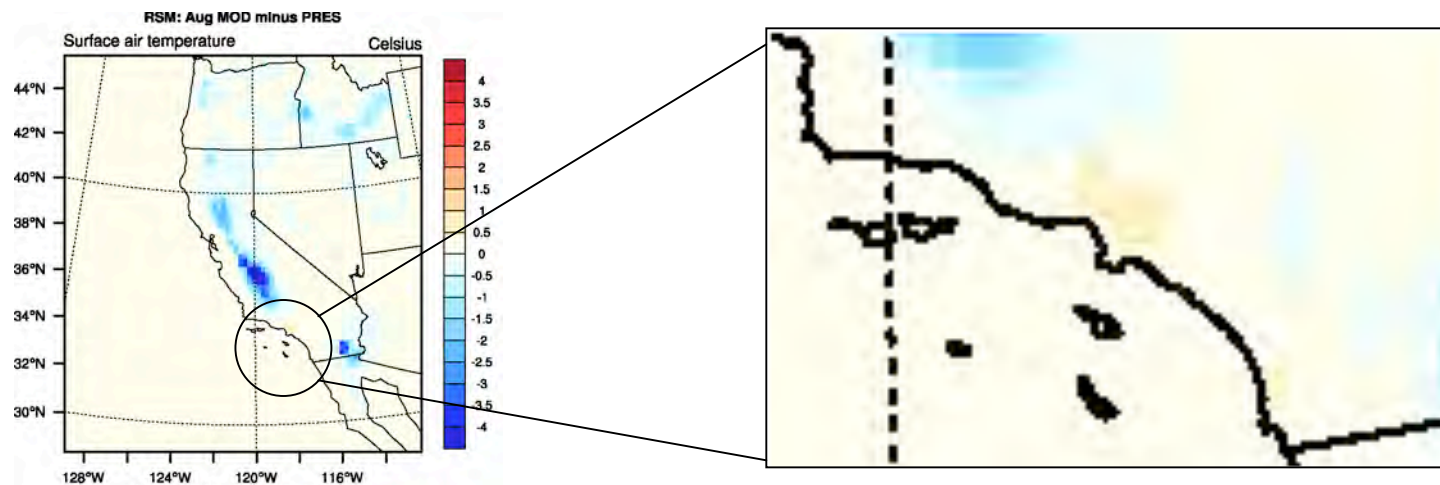 RSM: Aug MOD minus PRES
Surface air temperature Celsius
44°N
42°N
40°N
38°N
36°N
34°N
32°N
30°N
128°W 124°W 120°W 116°W
4
3.5
3
2.5
2
1.5
1
0.5
0
-0.5
-1
-1.5
-2
-2.5
-3
-3.5
-4